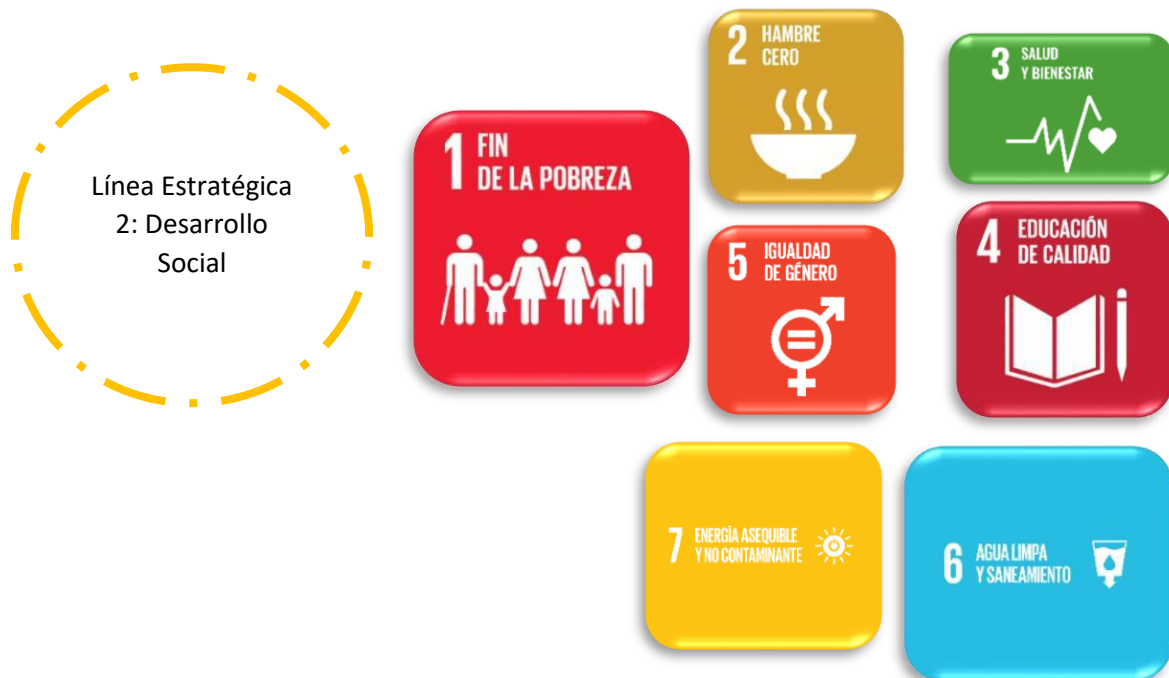 Línea Estratégica
2: Desarrollo
Social
1 FIN
DE LA POBREZA
2 HAMBRE
CERO
3 SALUD
Y BIENESTAR
5 IGUALDAD
DE GÉNERO
4 EDUCACIÓN
DE CALIDAD
7 ENERGÍA ASEQUIBLE
Y NO CONTAMINANTE
6 AGUA LIMPA
Y SANEAMIENTO